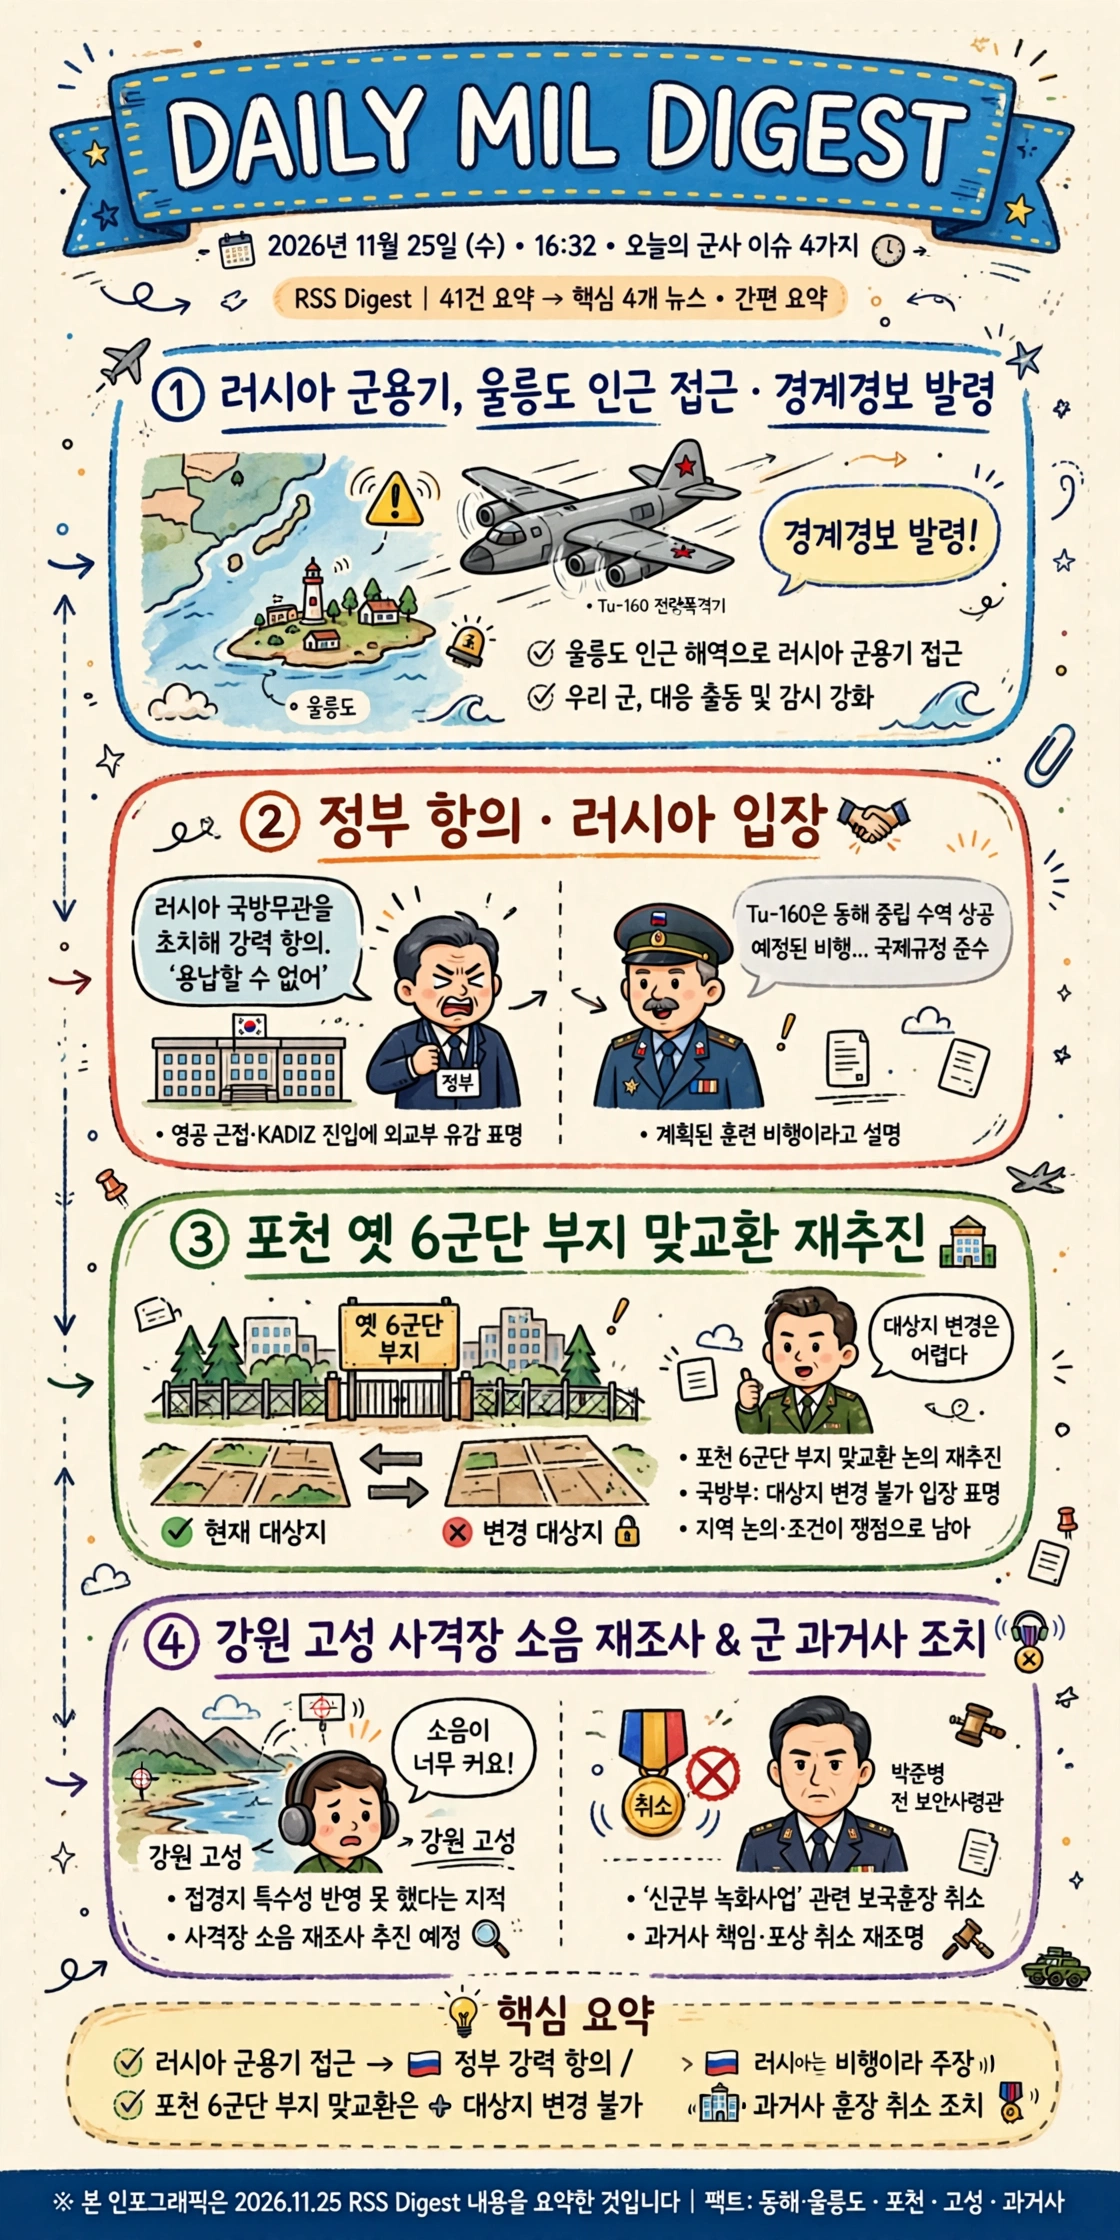 DAILY MIL DIGEST
2026년 11월 25일 (수) • 16:32 • 오늘의 군사 이슈 4가지
RSS Digest | 41건 요약 → 핵심 4개 뉴스 • 간편 요약
① 러시아 군용기, 울릉도 인근 접근 · 경계경보 발령
경계경보 발령!
• Tu-160 전략폭격기
울릉도 인근 해역으로 러시아 군용기 접근
우리 군, 대응 출동 및 감시 강화
울릉도
② 정부 항의 · 러시아 입장
러시아 국방무관을
초치해 강력 항의.
‘용납할 수 없어’
정부
• 영공 근접·KADIZ 진입에 외교부 유감 표명
Tu-160은 동해 중립 수역 상공
예정된 비행... 국제규정 준수
• 계획된 훈련 비행이라고 설명
③ 포천 옛 6군단 부지 맞교환 재추진
옛 6군단
부지
대상지 변경은
어렵다
현재 대상지
변경 대상지
• 포천 6군단 부지 맞교환 논의 재추진
• 국방부: 대상지 변경 불가 입장 표명
• 지역 논의·조건이 쟁점으로 남아
④ 강원 고성 사격장 소음 재조사 & 군 과거사 조치
소음이
너무 커요!
강원 고성
강원 고성
• 접경지 특수성 반영 못 했다는 지적
• 사격장 소음 재조사 추진 예정
취소
박준병
전 보안사령관
• ‘신군부 녹화사업’ 관련 보국훈장 취소
• 과거사 책임·포상 취소 재조명
핵심 요약
러시아 군용기 접근 → 정부 강력 항의 / > 러시아는 비행이라 주장
포천 6군단 부지 맞교환은 대상지 변경 불가 과거사 훈장 취소 조치
※ 본 인포그래픽은 2026.11.25 RSS Digest 내용을 요약한 것입니다 | 팩트: 동해·울릉도 · 포천 · 고성 · 과거사